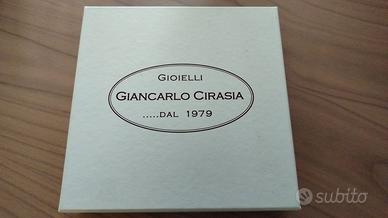 GIOIELLI
GIANCARLO CIRASIA
.....DAL 1979
subito